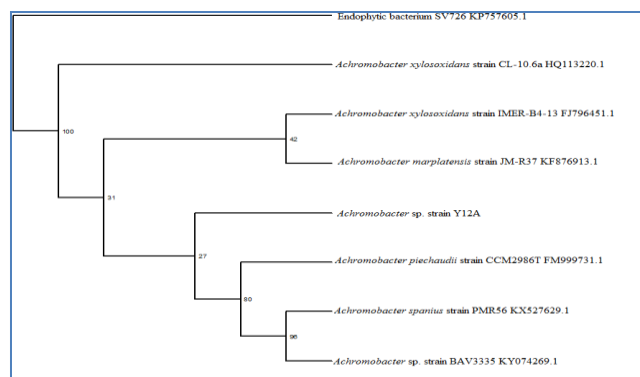 Endophytic bacterium SV726 KP757605.1
Achromobacter xylosoxidans strain CL-10.6a HQ113220.1
100
Achromobacter xylosoxidans strain IMER-B4-13 FJ796451.1
42
Achromobacter marplatensis strain JM-R37 KF876913.1
31
Achromobacter sp. strain Y12A
27
Achromobacter piechaudii strain CCM2986T FM999731.1
80
Achromobacter spanius strain PMR56 KX527629.1
96
Achromobacter sp. strain BAV3335 KY074269.1